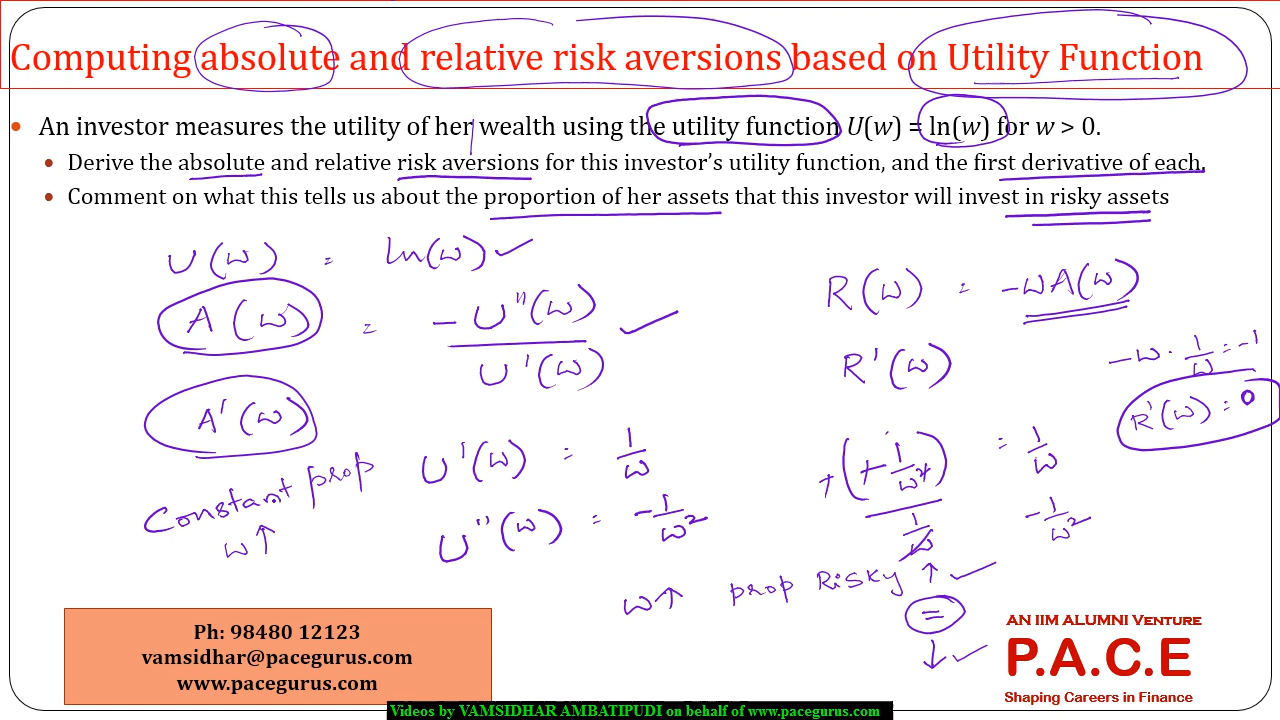 Computing absolute and relative risk aversions based on Utility Function
• An investor measures the utility of her wealth using the utility function U(w) = ln(w) for w > 0.
• Derive the absolute and relative risk aversions for this investor's utility function, and the first derivative of each.
• Comment on what this tells us about the proportion of her assets that this investor will invest in risky assets
U(w) = ln(w)
A(w) = -U''(w) / U'(w)
A'(w)
R(w) = -wA(w)
R'(w)
-w · 1/w = -1
R'(w) = 0
Constant prop
w↑
U'(w) = 1/w
U''(w) = -1/w²
+(+1/w²) / 1/w = 1/w
-1/w²
w↑ prop Risky ↑
=
↓
Ph: 98480 12123
vamsidhar@pacegurus.com
www.pacegurus.com
AN IIM ALUMNI VENTURE
P.A.C.E
Shaping Careers in Finance
Videos by VAMSIDHAR AMBATIPUDI on behalf of www.pacegurus.com